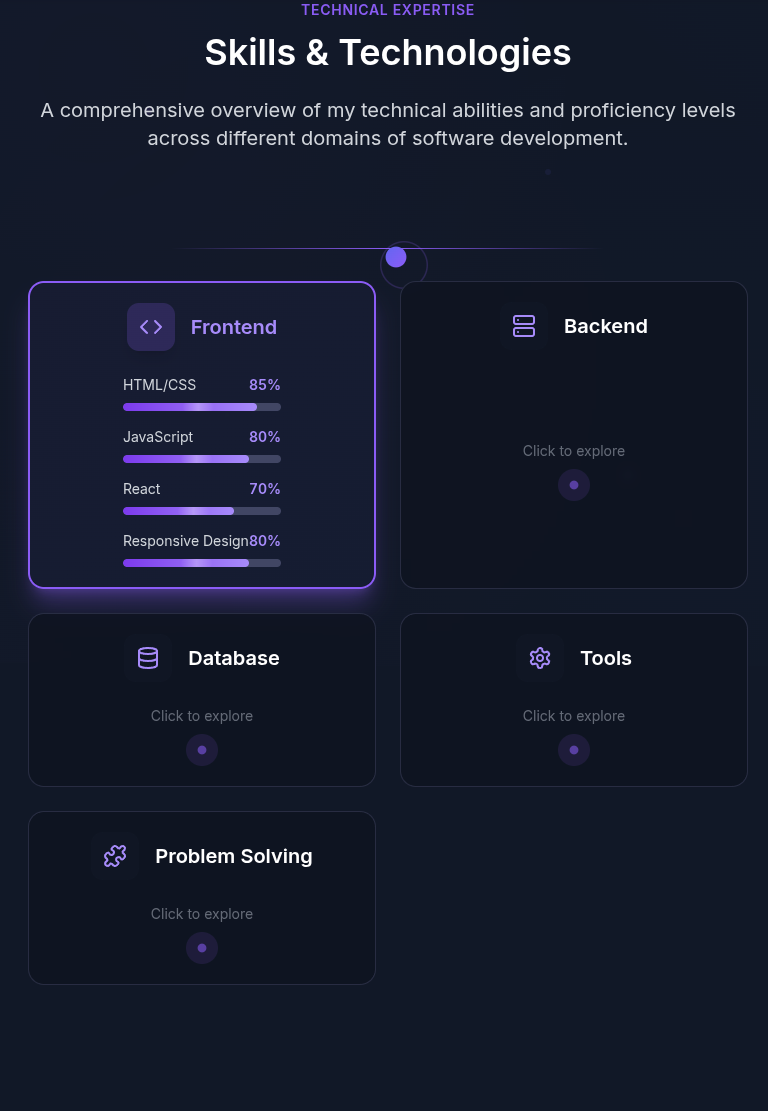 TECHNICAL EXPERTISE
Skills & Technologies
A comprehensive overview of my technical abilities and proficiency levels
across different domains of software development.
Frontend
HTML/CSS 85%
JavaScript 80%
React 70%
Responsive Design 80%
Backend
Click to explore
Database
Click to explore
Tools
Click to explore
Problem Solving
Click to explore